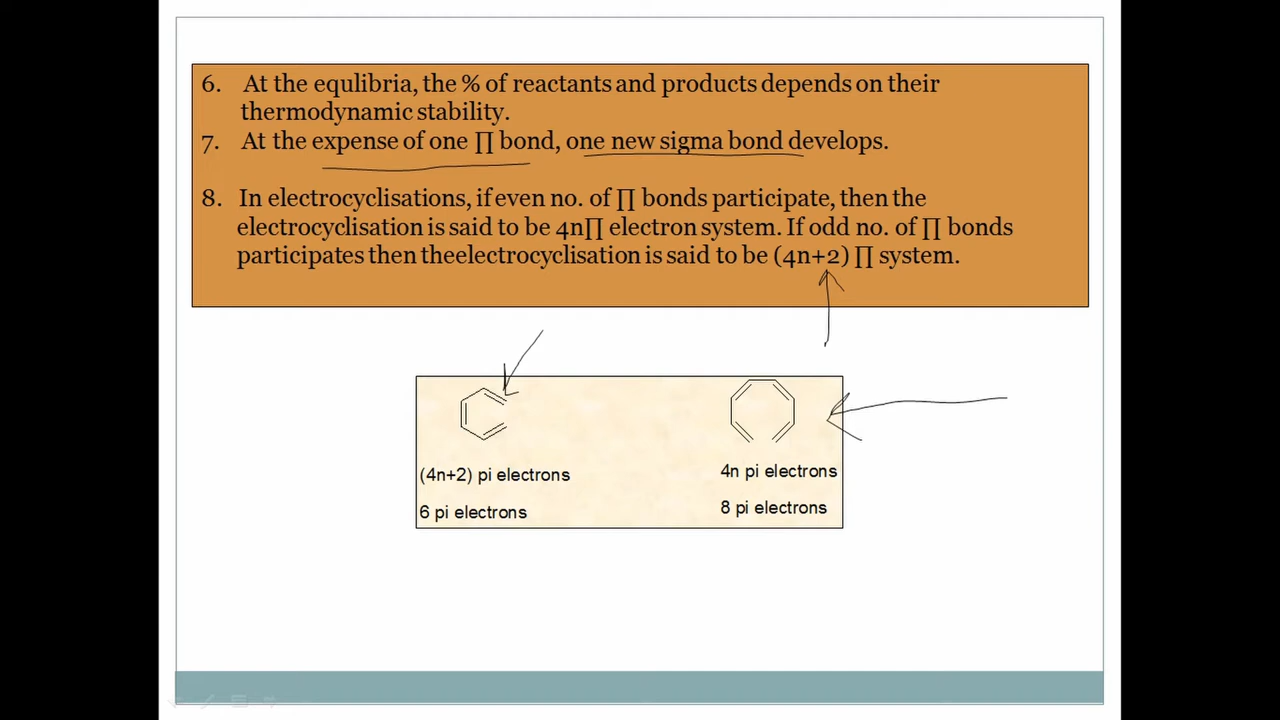 6. At the equlibria, the % of reactants and products depends on their
thermodynamic stability.
7. At the expense of one ∏ bond, one new sigma bond develops.
8. In electrocyclisations, if even no. of ∏ bonds participate, then the
electrocyclisation is said to be 4n∏ electron system. If odd no. of ∏ bonds
participates then theelectrocyclisation is said to be (4n+2) ∏ system.
(4n+2) pi electrons
4n pi electrons
6 pi electrons
8 pi electrons